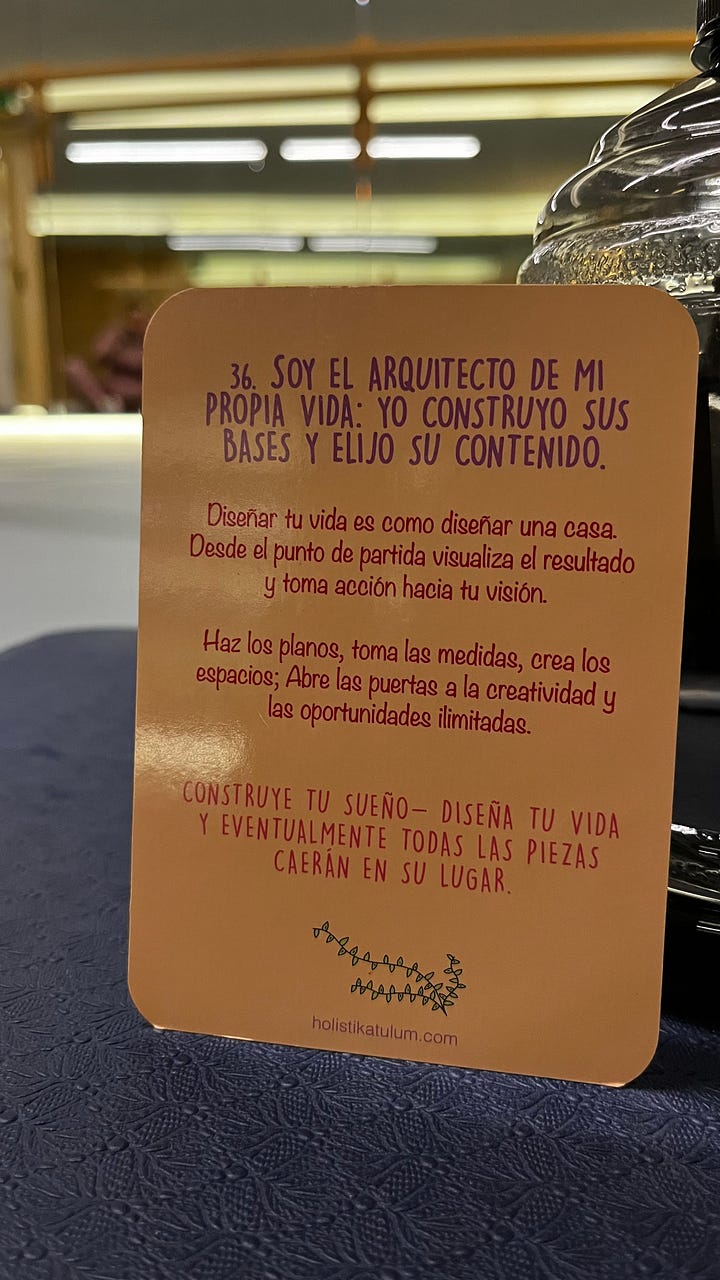 36. SOY EL ARQUITECTO DE MI
PROPIA VIDA: YO CONSTRUYO SUS
BASES Y ELIJO SU CONTENIDO.
Diseñar tu vida es como diseñar una casa.
Desde el punto de partida visualiza el resultado
y toma acción hacia tu visión.
Haz los planos, toma las medidas, crea los
espacios; Abre las puertas a la creatividad y
las oportunidades ilimitadas.
CONSTRUYE TU SUEÑO– DISEÑA TU VIDA
Y EVENTUALMENTE TODAS LAS PIEZAS
CAERÁN EN SU LUGAR.
holistikatulum.com